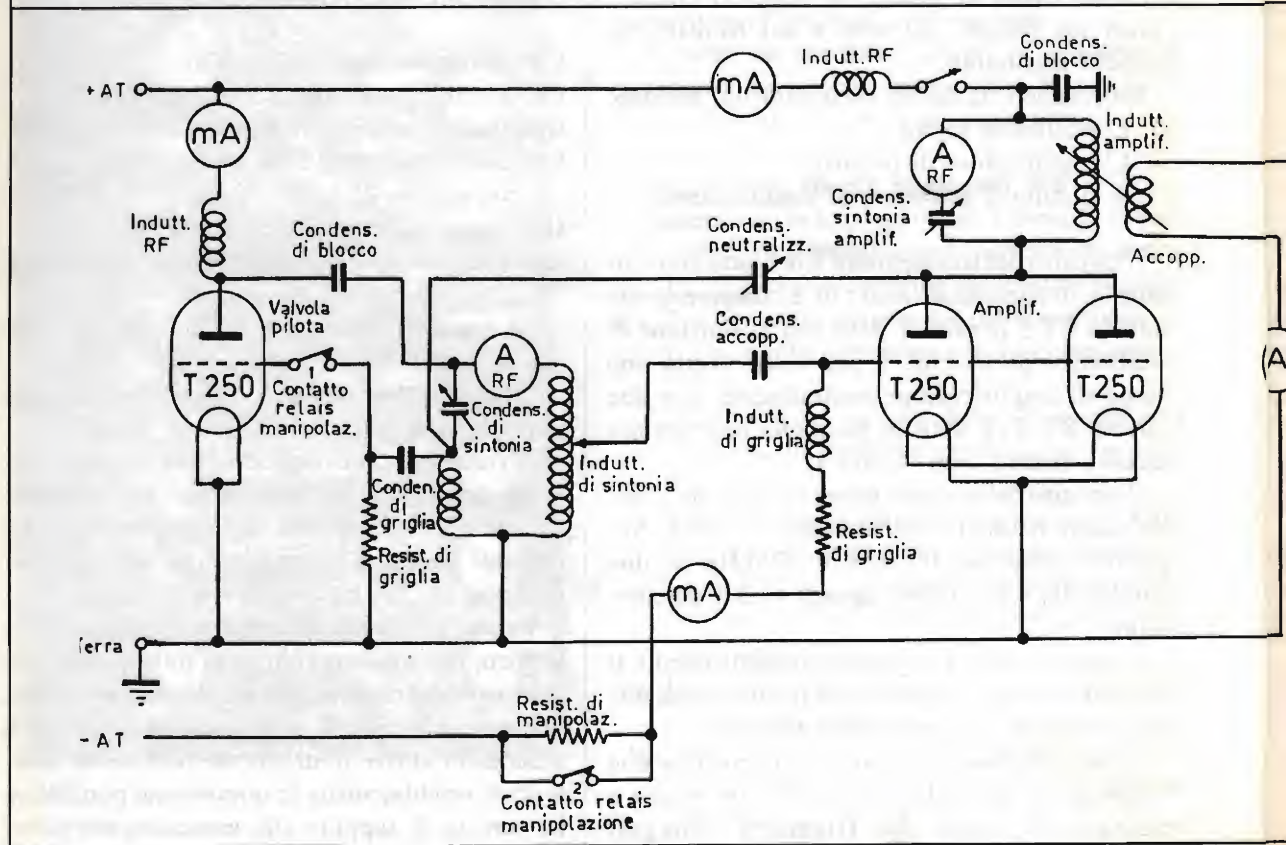 Indutt. RF
Condens.
di blocco
+ AT
mA
mA
Indutt.
amplif.
A
RF
Condens.
sintonia
amplif.
Accopp.
Indutt.
RF
Condens.
di blocco
Condens.
neutralizz.
Valvola
pilota
Amplif.
Condens.
accopp.
T250
1
Contatto
relais
manipolaz.
A
RF
Condens.
di
sintonia
Indutt.
di sintonia
T250
T250
(A
Indutt.
di griglia
Conden.
di
griglia
Resist. di
griglia
Resist.
di griglia
mA
Terra
Resist. di
manipolaz.
- AT
2
Contatto relais
manipolazione